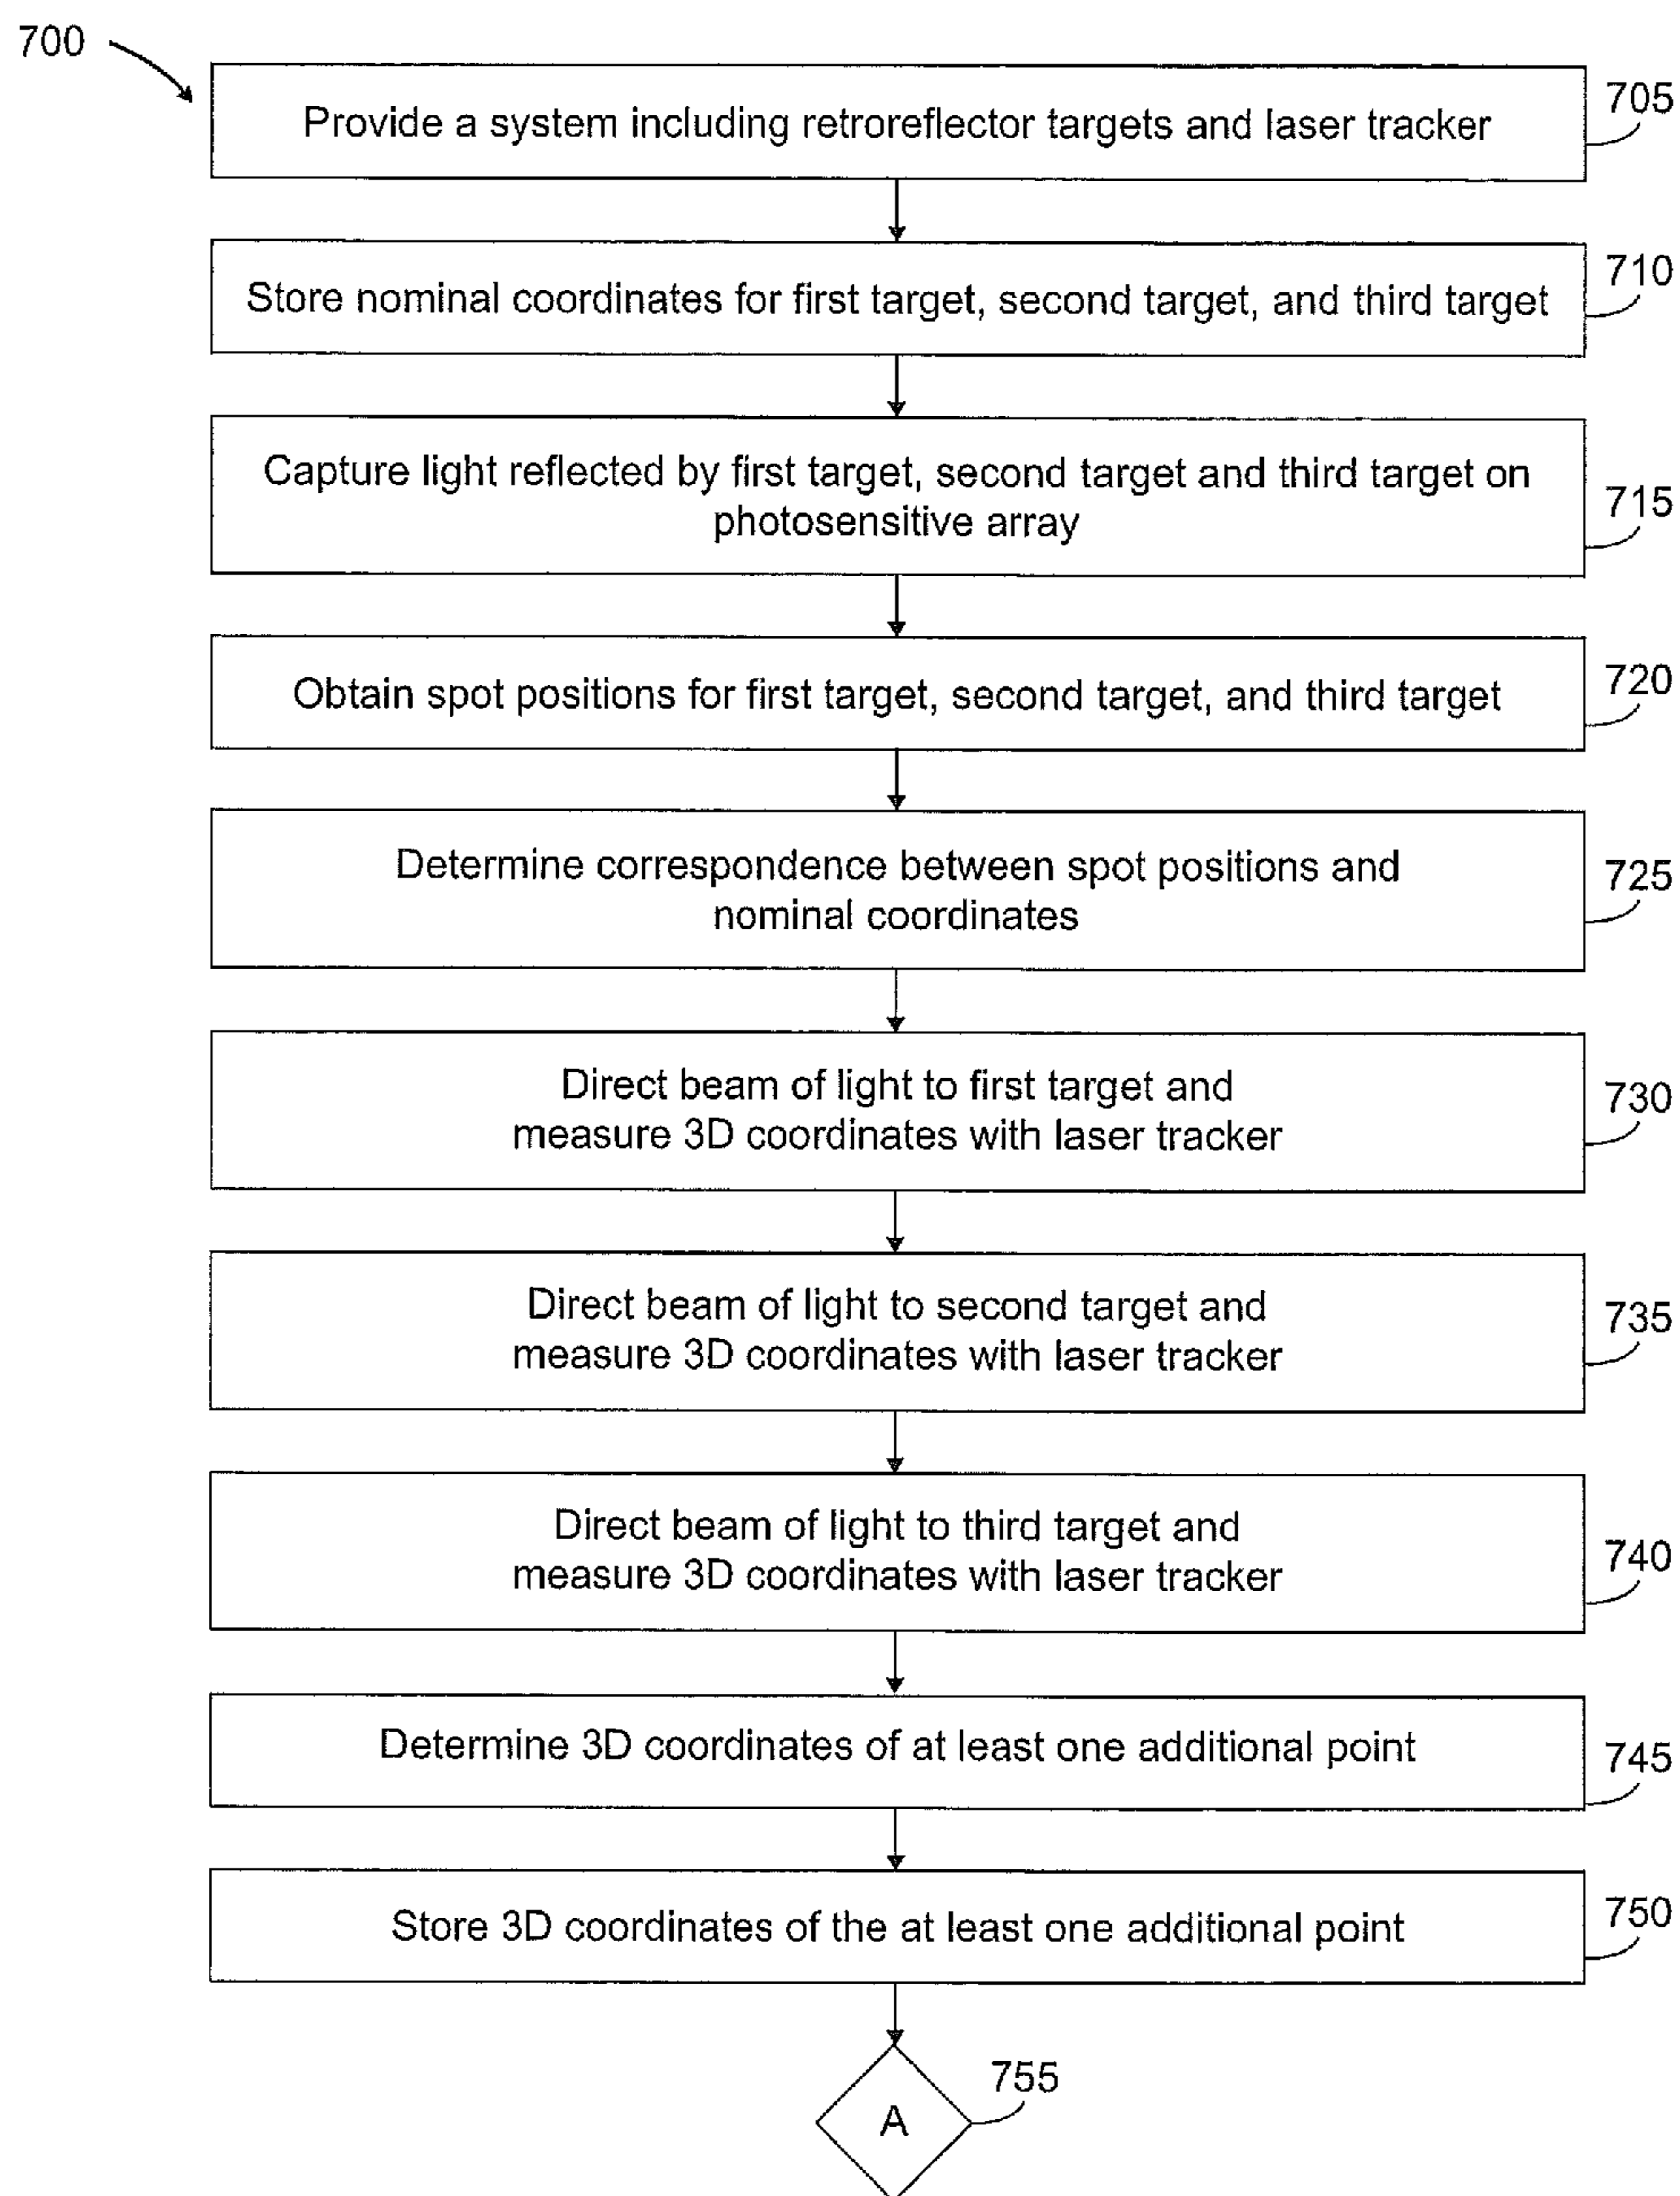 700
Provide a system including retroreflector targets and laser tracker
705
Store nominal coordinates for first target, second target, and third target
710
Capture light reflected by first target, second target and third target on
photosensitive array
715
Obtain spot positions for first target, second target, and third target
720
Determine correspondence between spot positions and
nominal coordinates
725
Direct beam of light to first target and
measure 3D coordinates with laser tracker
730
Direct beam of light to second target and
measure 3D coordinates with laser tracker
735
Direct beam of light to third target and
measure 3D coordinates with laser tracker
740
Determine 3D coordinates of at least one additional point
745
Store 3D coordinates of the at least one additional point
750
A
755